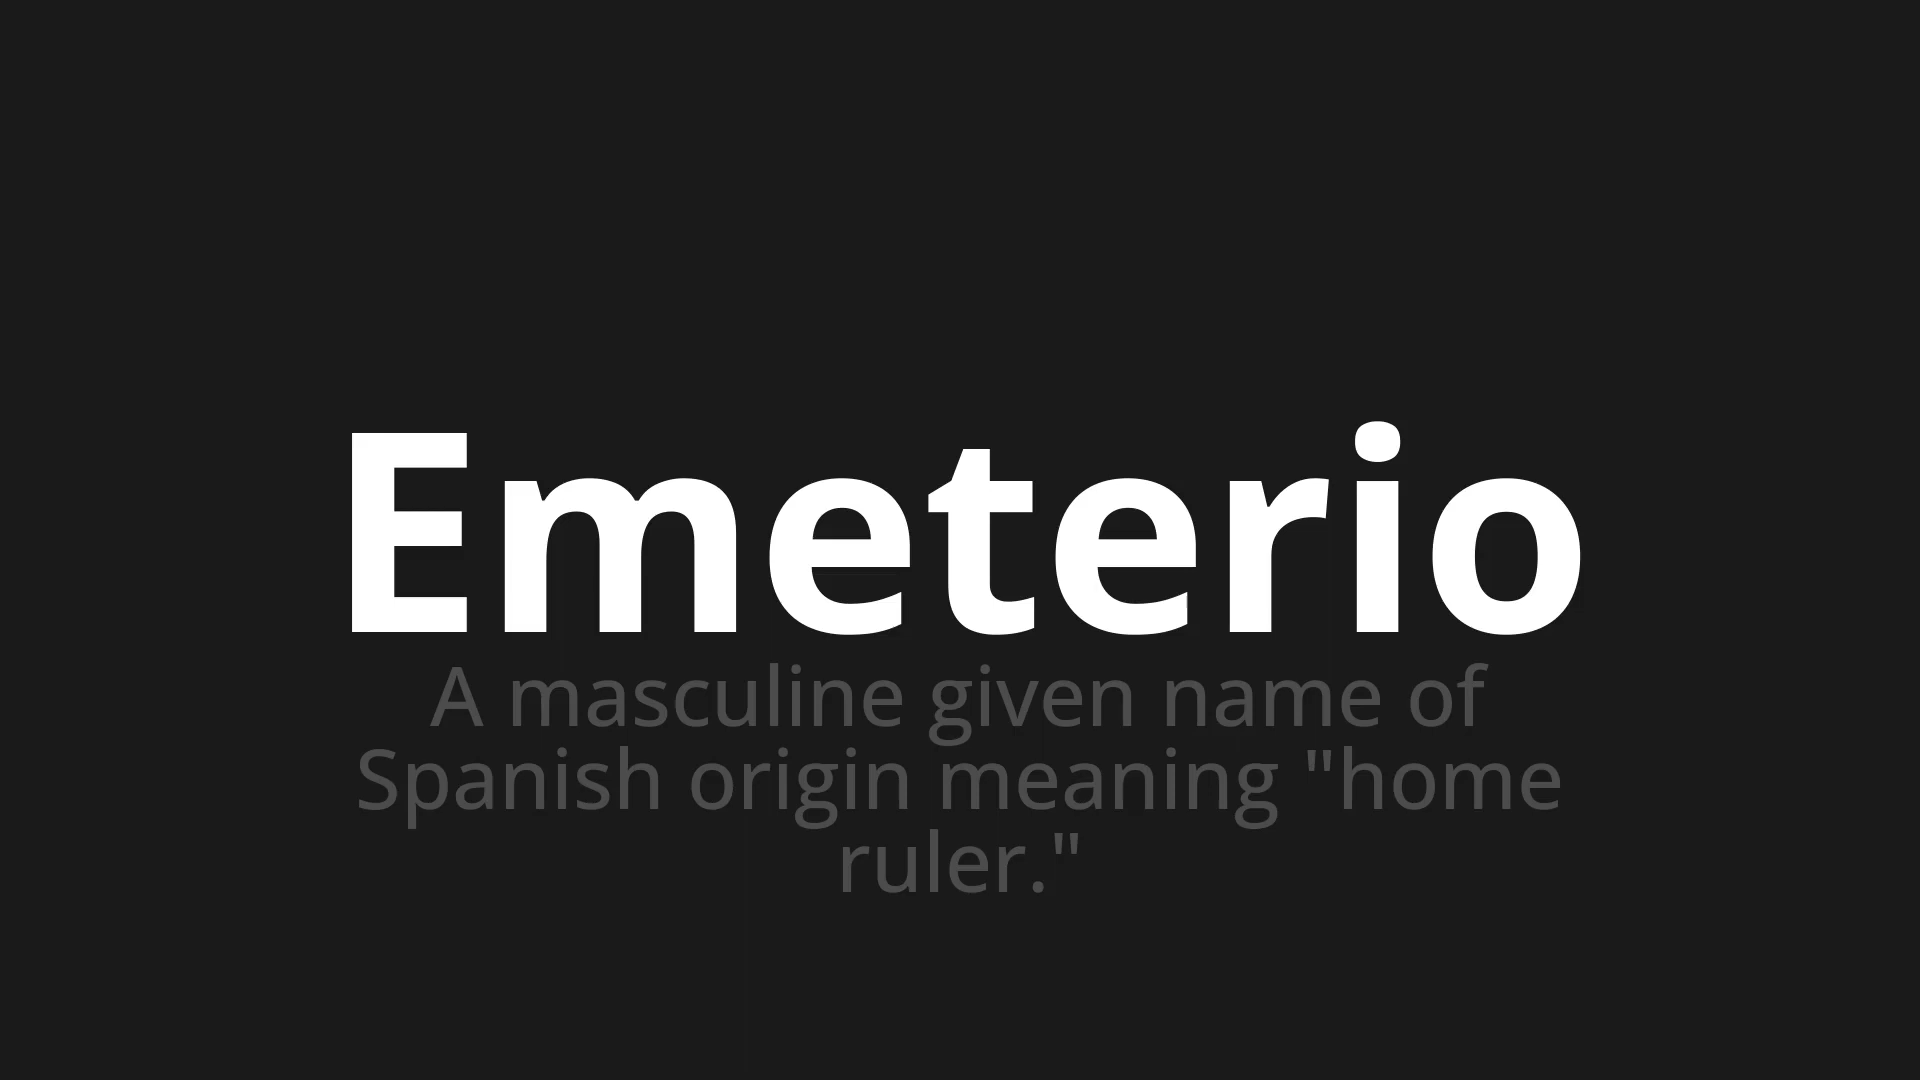 Emeterio
A masculine given name of
Spanish origin meaning "home
ruler."